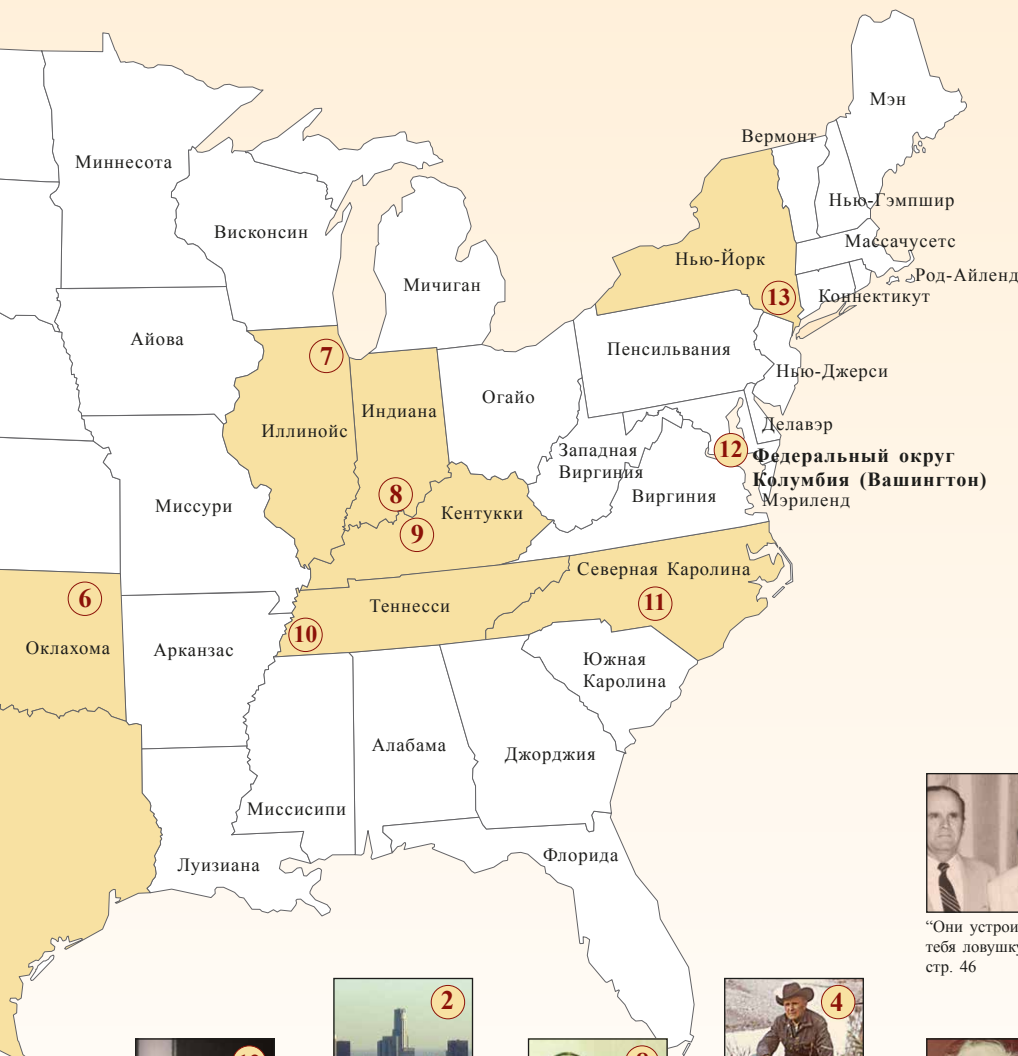 Мэн
Вермонт
Миннесота
Нью-Гэмпшир
Висконсин
Массачусетс
Нью-Йорк
Род-Айленд
Мичиган
13
Коннектикут
Айова
7
Пенсильвания
Нью-Джерси
Огайо
Индиана
Иллинойс
Делавэр
12
Федеральный округ
Колумбия (Вашингтон)
Западная
Виргиния
Виргиния
Мэриленд
8
Миссури
Кентукки
9
Северная Каролина
6
11
Теннесси
10
Оклахома
Арканзас
Южная
Каролина
Алабама
Джорджия
Миссисипи
Луизиана
Флорида
“Они устрои
тебя ловушку
стр. 46
2
4